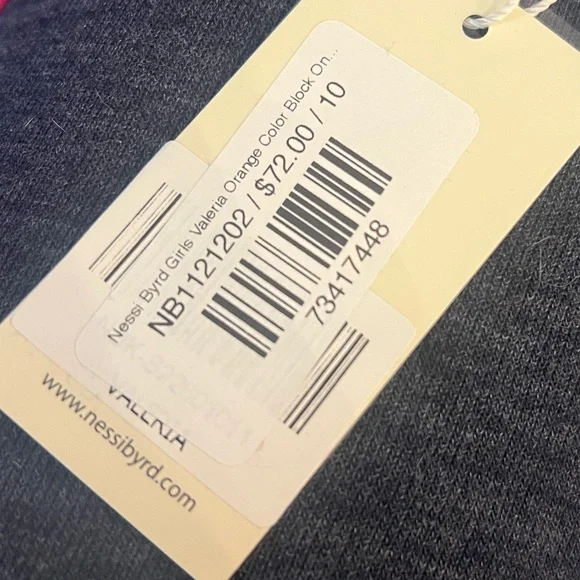 Nessi Byrd Girls Valeria Orange Color Block On...
NB1121202 / $72.00 / 10
73417448
VALERIA
www.nessibyrd.com